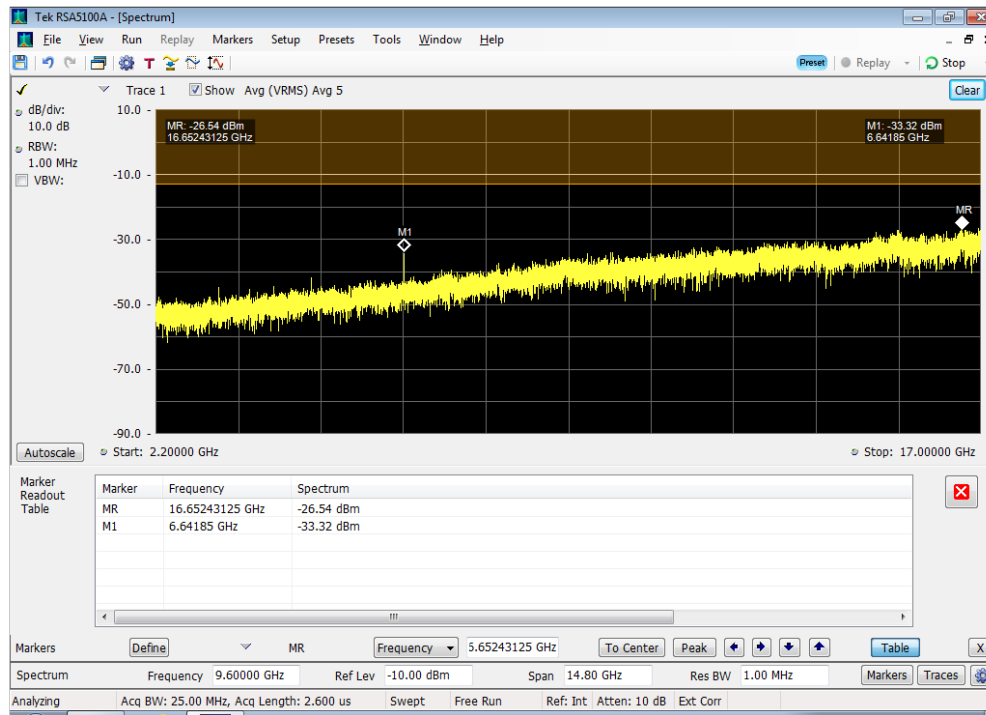 Tek RSA5100A - [Spectrum]
File View Run Replay Markers Setup Presets Tools Window Help
T Preset Replay Stop
Trace 1 Show Avg (VRMS) Avg 5 Clear
dB/div:
10.0 dB
RBW:
1.00 MHz
VBW:
10.0
-10.0
-30.0
-50.0
-70.0
-90.0
MR: -26.54 dBm
16.65243125 GHz
M1: -33.32 dBm
6.64185 GHz
M1
MR
Autoscale Start: 2.20000 GHz Stop: 17.00000 GHz
Marker
Readout
Table
Marker Frequency Spectrum
MR 16.65243125 GHz -26.54 dBm
M1 6.64185 GHz -33.32 dBm
Markers Define MR Frequency 5.65243125 GHz To Center Peak Table X
Spectrum Frequency 9.60000 GHz Ref Lev -10.00 dBm Span 14.80 GHz Res BW 1.00 MHz Markers Traces
Analyzing Acq BW: 25.00 MHz, Acq Length: 2.600 us Swept Free Run Ref: Int Atten: 10 dB Ext Corr